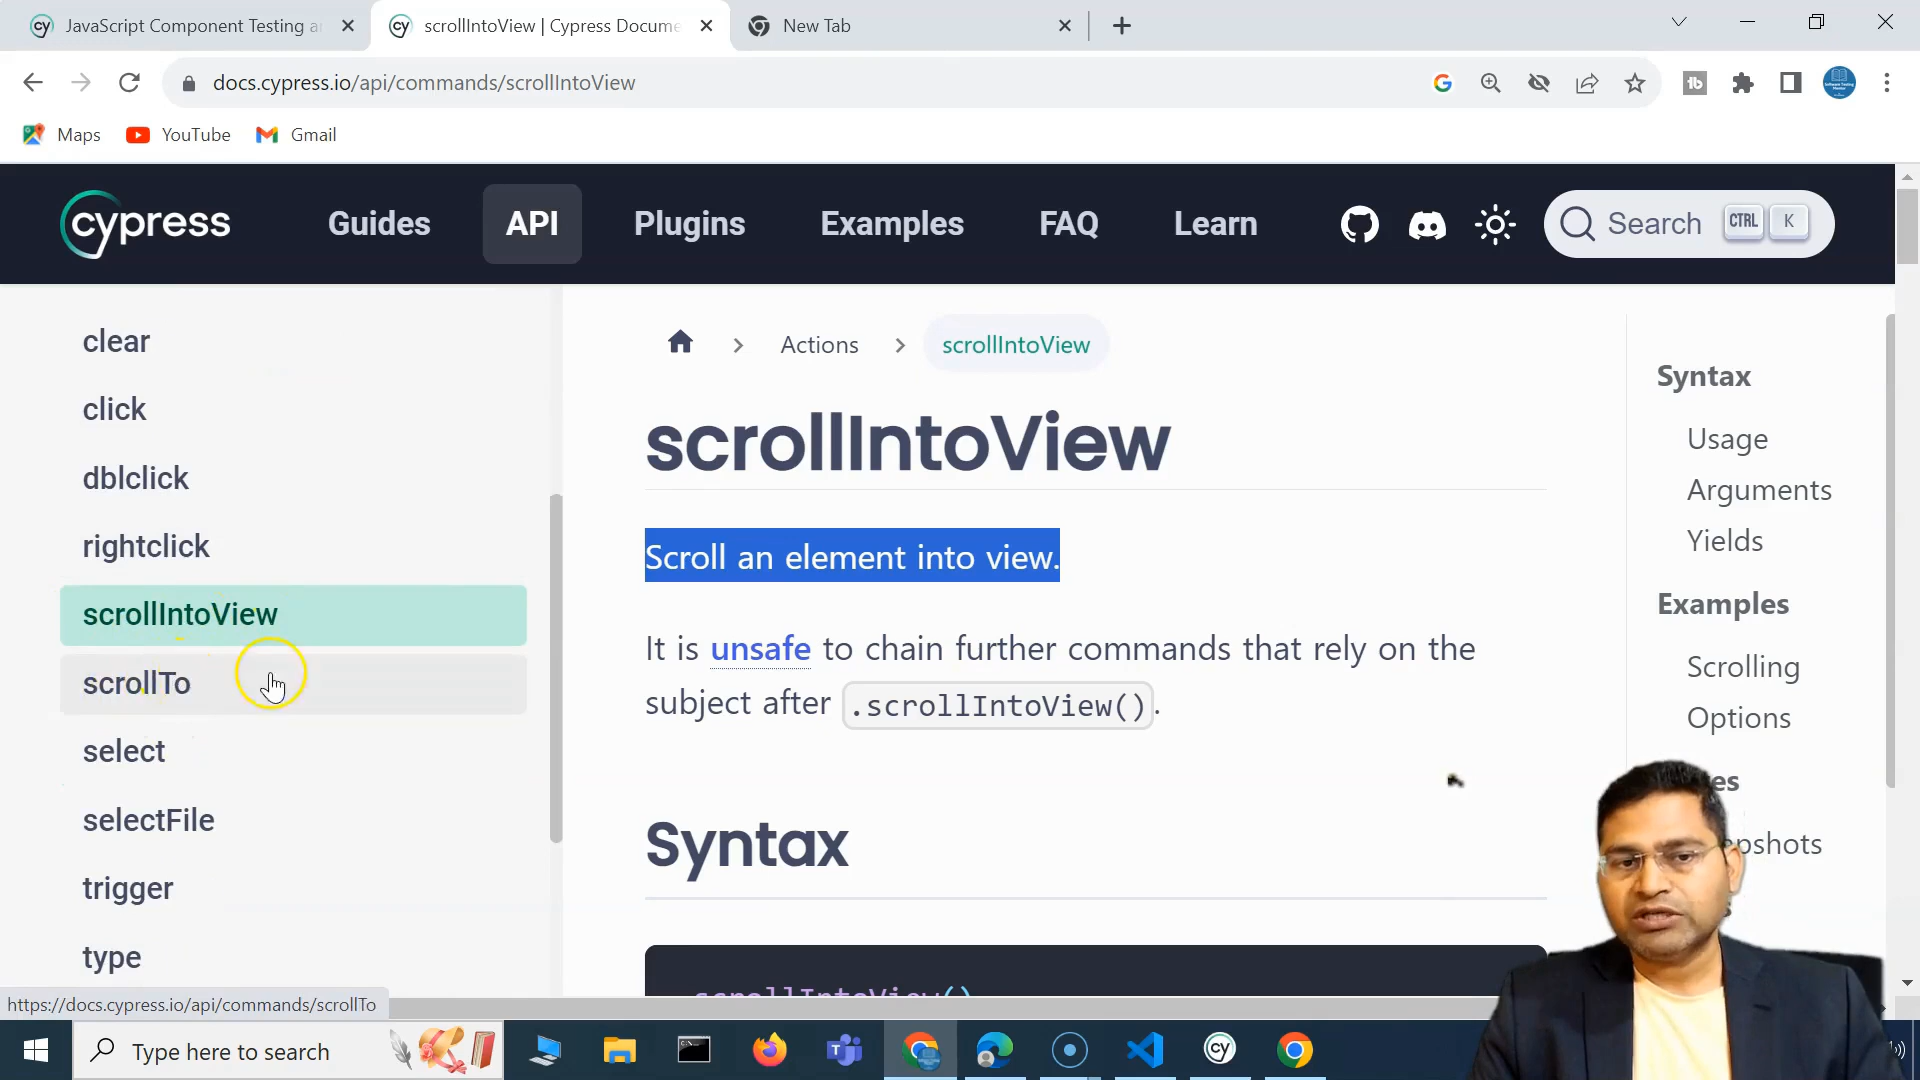 JavaScript Component Testing a
scrollIntoView | Cypress Docume
New Tab
docs.cypress.io/api/commands/scrollIntoView
Maps
YouTube
Gmail
cypress
Guides
API
Plugins
Examples
FAQ
Learn
Search CTRL K
clear
click
dblclick
rightclick
scrollIntoView
scrollTo
select
selectFile
trigger
type
https://docs.cypress.io/api/commands/scrollTo
Actions
scrollIntoView
scrollIntoView
Scroll an element into view.
It is unsafe to chain further commands that rely on the
subject after .scrollIntoView().
Syntax
.scrollIntoView()
Syntax
Usage
Arguments
Yields
Examples
Scrolling
Options
Type here to search